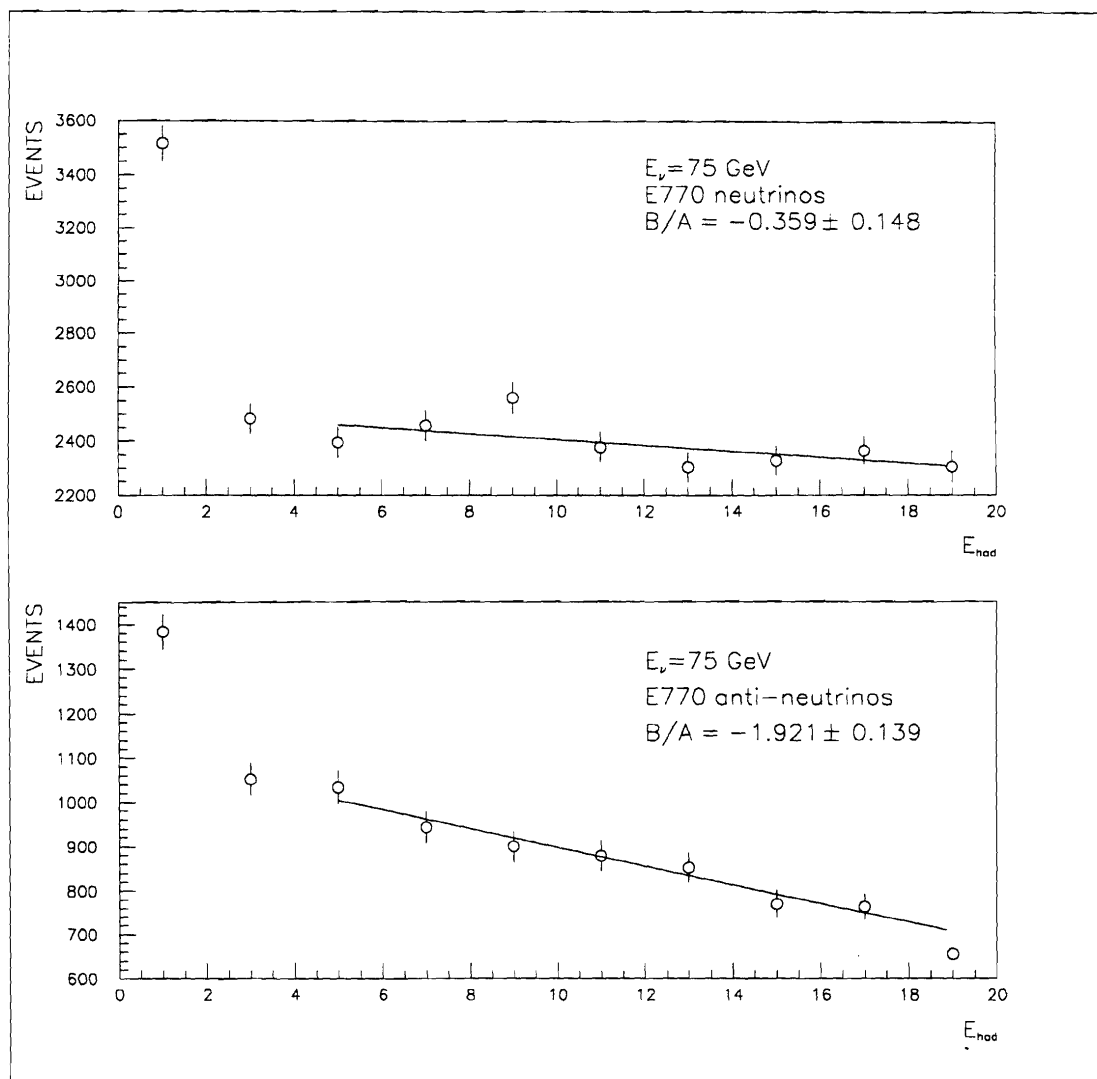 EVENTS
3600
3400
3200
3000
2800
2600
2400
2200
0 2 4 6 8 10 12 14 16 18 20
E_had
E_ν=75 GeV
E770 neutrinos
B/A = −0.359± 0.148
EVENTS
1400
1300
1200
1100
1000
900
800
700
600
0 2 4 6 8 10 12 14 16 18 20
E_had
E_ν=75 GeV
E770 anti−neutrinos
B/A = −1.921± 0.139